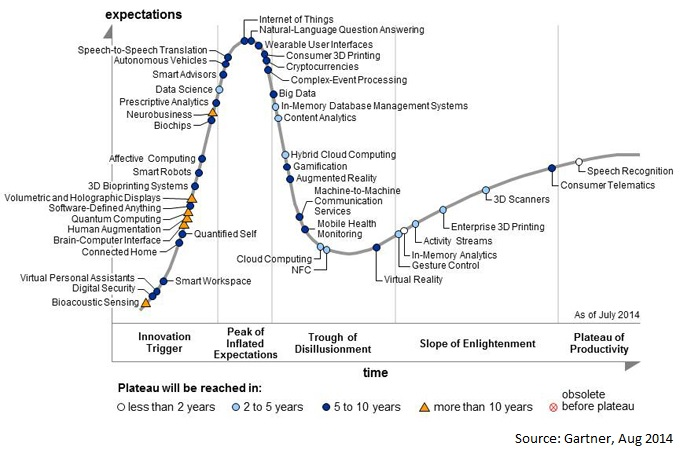 expectations
Internet of Things
Natural-Language Question Answering
Wearable User Interfaces
Consumer 3D Printing
Cryptocurrencies
Complex-Event Processing
Speech-to-Speech Translation
Autonomous Vehicles
Smart Advisors
Data Science
Prescriptive Analytics
Neurobusiness
Biochips
Big Data
In-Memory Database Management Systems
Content Analytics
Hybrid Cloud Computing
Gamification
Augmented Reality
Machine-to-Machine
Communication
Services
Mobile Health
Monitoring
Affective Computing
Smart Robots
3D Bioprinting Systems
Volumetric and Holographic Displays
Software-Defined Anything
Quantum Computing
Human Augmentation
Brain-Computer Interface
Connected Home
Quantified Self
Virtual Personal Assistants
Digital Security
Bioacoustic Sensing
Smart Workspace
Cloud Computing
NFC
Virtual Reality
Gesture Control
In-Memory Analytics
Activity Streams
Enterprise 3D Printing
3D Scanners
Consumer Telematics
Speech Recognition
As of July 2014
Innovation
Trigger
Peak of
Inflated
Expectations
Trough of
Disillusionment
Slope of Enlightenment
Plateau of
Productivity
time
Plateau will be reached in:
less than 2 years
2 to 5 years
5 to 10 years
more than 10 years
obsolete
before plateau
Source: Gartner, Aug 2014